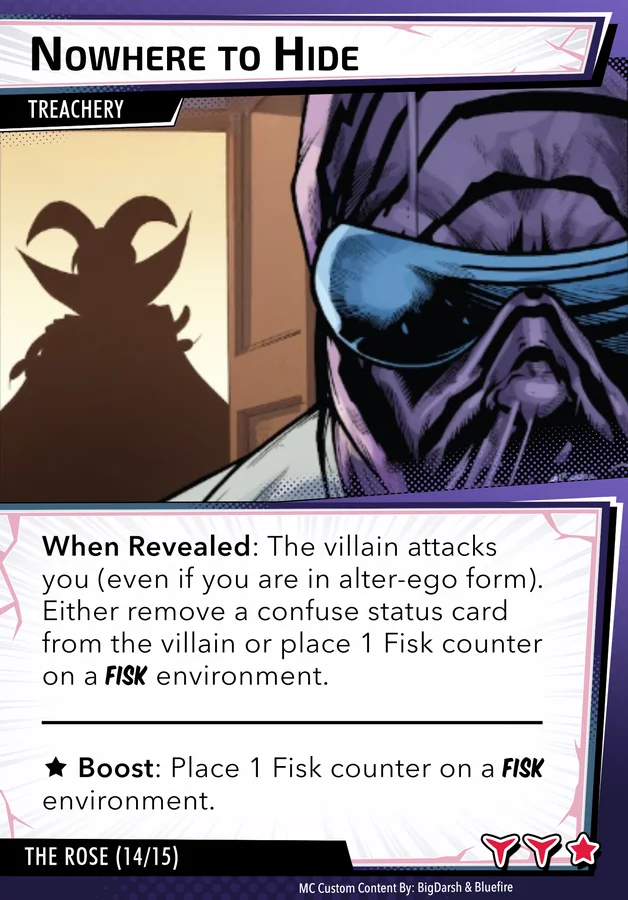 NOWHERE TO HIDE
TREACHERY
When Revealed: The villain attacks
you (even if you are in alter-ego form).
Either remove a confuse status card
from the villain or place 1 Fisk counter
on a FISK environment.
★ Boost: Place 1 Fisk counter on a FISK
environment.
THE ROSE (14/15)
MC Custom Content By: BigDarsh & Bluefire